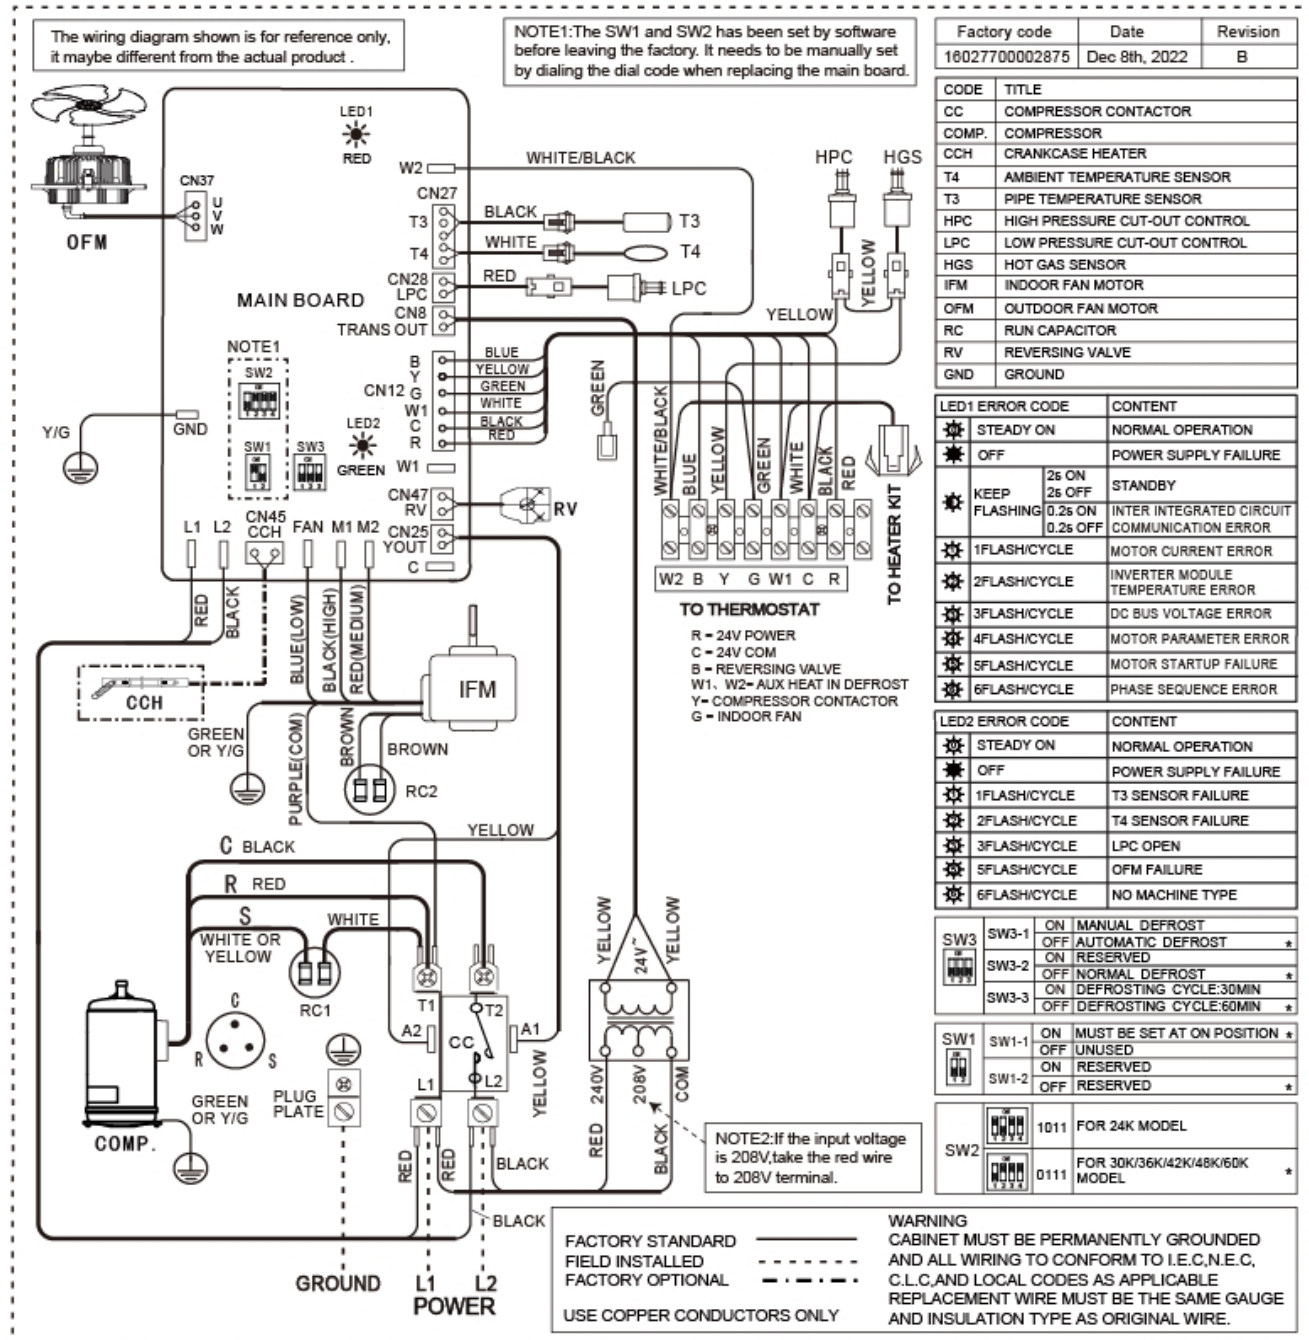 The wiring diagram shown is for reference only,
it maybe different from the actual product .
NOTE1:The SW1 and SW2 has been set by software
before leaving the factory. It needs to be manually set
by dialing the dial code when replacing the main board.
Factory code Date Revision
16027700002875 Dec 8th, 2022 B
CODE TITLE
CC COMPRESSOR CONTACTOR
COMP. COMPRESSOR
CCH CRANKCASE HEATER
T4 AMBIENT TEMPERATURE SENSOR
T3 PIPE TEMPERATURE SENSOR
HPC HIGH PRESSURE CUT-OUT CONTROL
LPC LOW PRESSURE CUT-OUT CONTROL
HGS HOT GAS SENSOR
IFM INDOOR FAN MOTOR
OFM OUTDOOR FAN MOTOR
RC RUN CAPACITOR
RV REVERSING VALVE
GND GROUND
LED1 ERROR CODE CONTENT
STEADY ON NORMAL OPERATION
OFF POWER SUPPLY FAILURE
KEEP FLASHING
2s ON
2s OFF
STANDBY
0.2s ON
0.2s OFF
INTER INTEGRATED CIRCUIT
COMMUNICATION ERROR
1FLASH/CYCLE MOTOR CURRENT ERROR
2FLASH/CYCLE INVERTER MODULE
TEMPERATURE ERROR
3FLASH/CYCLE DC BUS VOLTAGE ERROR
4FLASH/CYCLE MOTOR PARAMETER ERROR
5FLASH/CYCLE MOTOR STARTUP FAILURE
6FLASH/CYCLE PHASE SEQUENCE ERROR
LED2 ERROR CODE CONTENT
STEADY ON NORMAL OPERATION
OFF POWER SUPPLY FAILURE
1FLASH/CYCLE T3 SENSOR FAILURE
2FLASH/CYCLE T4 SENSOR FAILURE
3FLASH/CYCLE LPC OPEN
5FLASH/CYCLE OFM FAILURE
6FLASH/CYCLE NO MACHINE TYPE
SW3
SW3-1 ON MANUAL DEFROST
OFF AUTOMATIC DEFROST *
SW3-2 ON RESERVED
OFF NORMAL DEFROST *
SW3-3 ON DEFROSTING CYCLE:30MIN
OFF DEFROSTING CYCLE:60MIN *
SW1
SW1-1 ON MUST BE SET AT ON POSITION *
OFF UNUSED
SW1-2 ON RESERVED
OFF RESERVED *
SW2
1011 FOR 24K MODEL
0111 FOR 30K/36K/42K/48K/60K
MODEL *
OFM
CN37
U
V
W
LED1
RED
W2
WHITE/BLACK
CN27
T3
BLACK
T3
T4
WHITE
T4
CN28
LPC
RED
LPC
CN8
TRANS OUT
MAIN BOARD
HPC
HGS
YELLOW
YELLOW
NOTE1
SW2
SW1
SW3
CN12
B BLUE
Y YELLOW
G GREEN
W1 WHITE
C BLACK
R RED
LED2
GREEN
W1
CN47
RV
RV
CN25
YOUT
C
Y/G
GND
L1
L2
CN45
CCH
FAN
M1
M2
RED
BLACK
BLUE(LOW)
BLACK(HIGH)
RED(MEDIUM)
GREEN
WHITE/BLACK
BLUE
YELLOW
GREEN
WHITE
BLACK
RED
TO HEATER KIT
W2 B Y G W1 C R
TO THERMOSTAT
R - 24V POWER
C - 24V COM
B - REVERSING VALVE
W1、W2- AUX HEAT IN DEFROST
Y- COMPRESSOR CONTACTOR
G - INDOOR FAN
CCH
GREEN
OR Y/G
IFM
PURPLE(COM)
BROWN
BROWN
RC2
YELLOW
C BLACK
R RED
S
WHITE OR
YELLOW
WHITE
RC1
C
R
S
COMP.
GREEN
OR Y/G
PLUG
PLATE
T1
T2
A2
CC
A1
L1
L2
YELLOW
YELLOW
YELLOW
24V~
240V
208V
COM
RED
BLACK
RED
RED
BLACK
BLACK
NOTE2:If the input voltage
is 208V,take the red wire
to 208V terminal.
GROUND
L1
L2
POWER
FACTORY STANDARD
FIELD INSTALLED
FACTORY OPTIONAL
USE COPPER CONDUCTORS ONLY
WARNING
CABINET MUST BE PERMANENTLY GROUNDED
AND ALL WIRING TO CONFORM TO I.E.C,N.E.C,
C.L.C,AND LOCAL CODES AS APPLICABLE
REPLACEMENT WIRE MUST BE THE SAME GAUGE
AND INSULATION TYPE AS ORIGINAL WIRE.